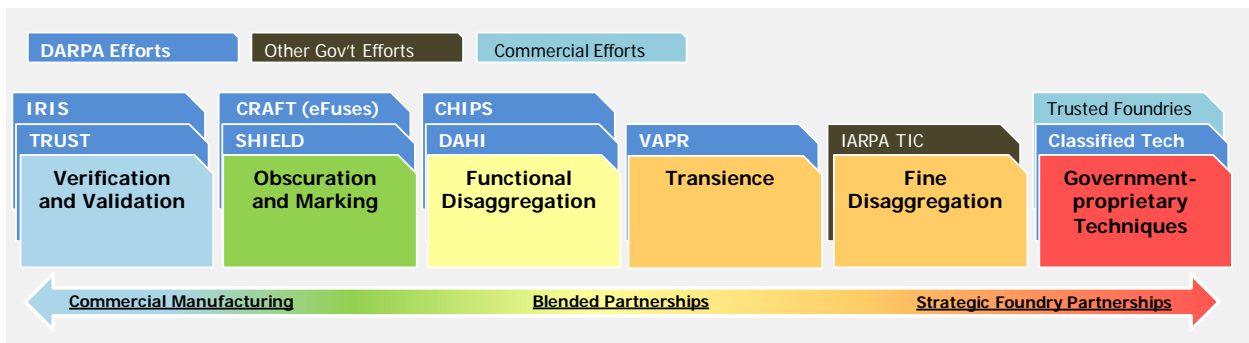 DARPA Efforts
Other Gov't Efforts
Commercial Efforts
IRIS
TRUST
Verification
and Validation
CRAFT (eFuses)
SHIELD
Obscuration
and Marking
CHIPS
DAHI
Functional
Disaggregation
VAPR
Transience
IARPA TIC
Fine
Disaggregation
Trusted Foundries
Classified Tech
Government-
proprietary
Techniques
Commercial Manufacturing
Blended Partnerships
Strategic Foundry Partnerships